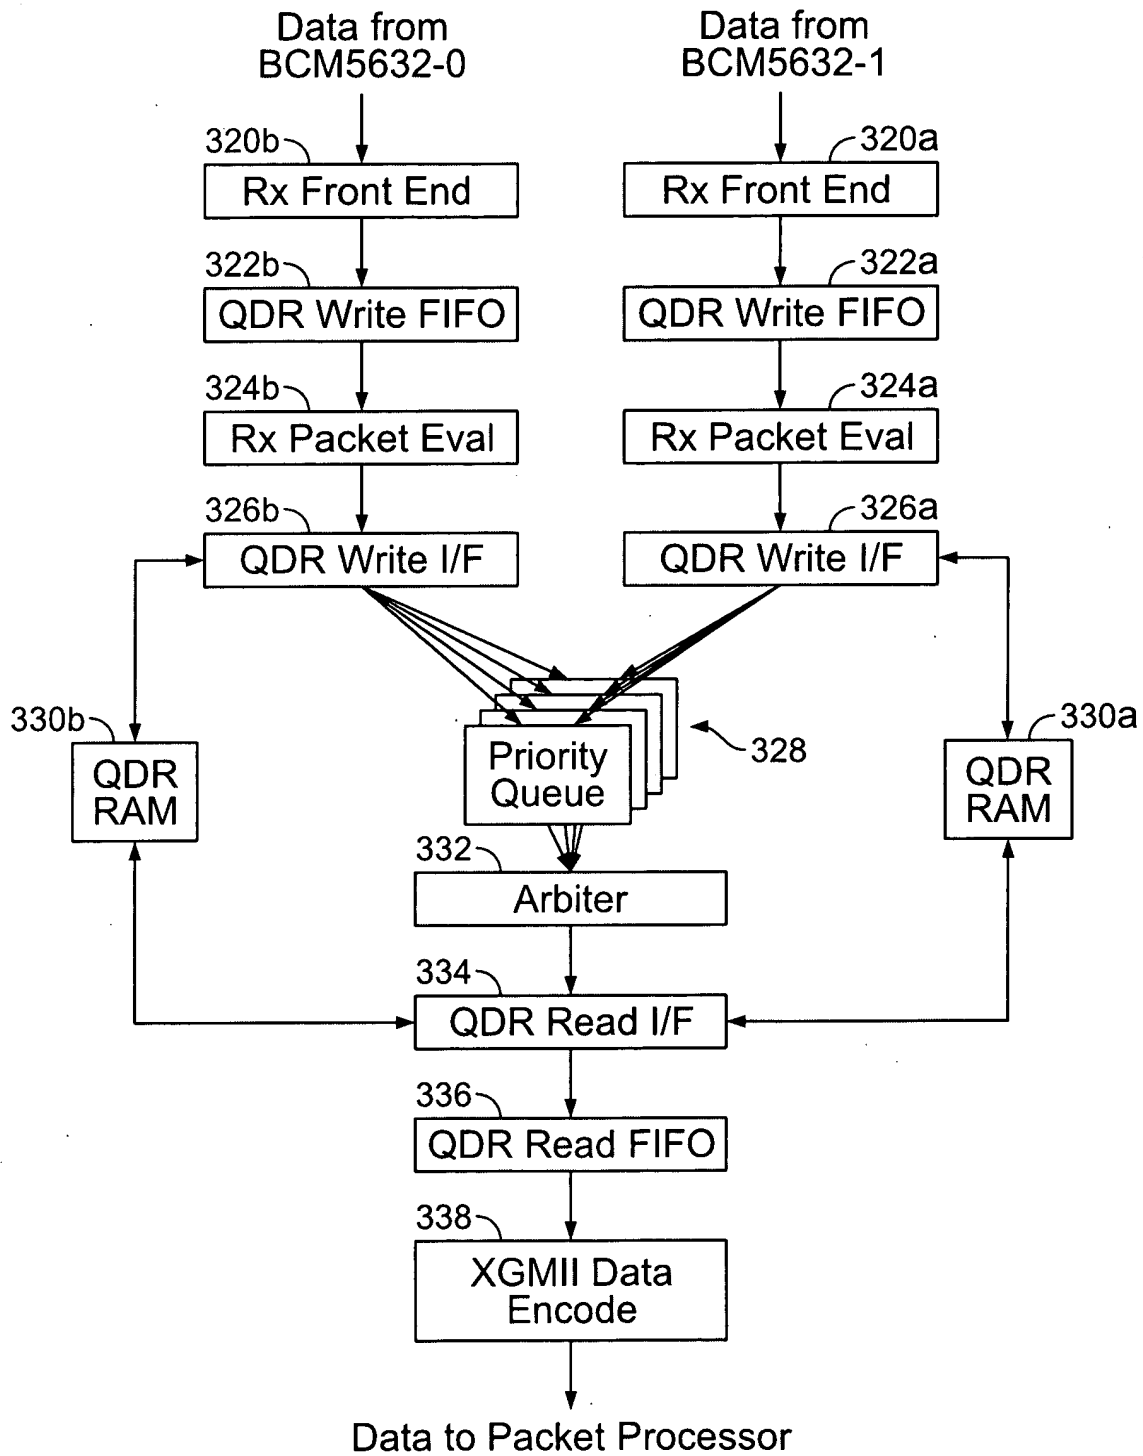 Data from
BCM5632-0
Data from
BCM5632-1
320b
Rx Front End
320a
Rx Front End
322b
QDR Write FIFO
322a
QDR Write FIFO
324b
Rx Packet Eval
324a
Rx Packet Eval
326b
QDR Write I/F
326a
QDR Write I/F
330b
QDR
RAM
Priority
Queue
328
330a
QDR
RAM
332
Arbiter
334
QDR Read I/F
336
QDR Read FIFO
338
XGMII Data
Encode
Data to Packet Processor